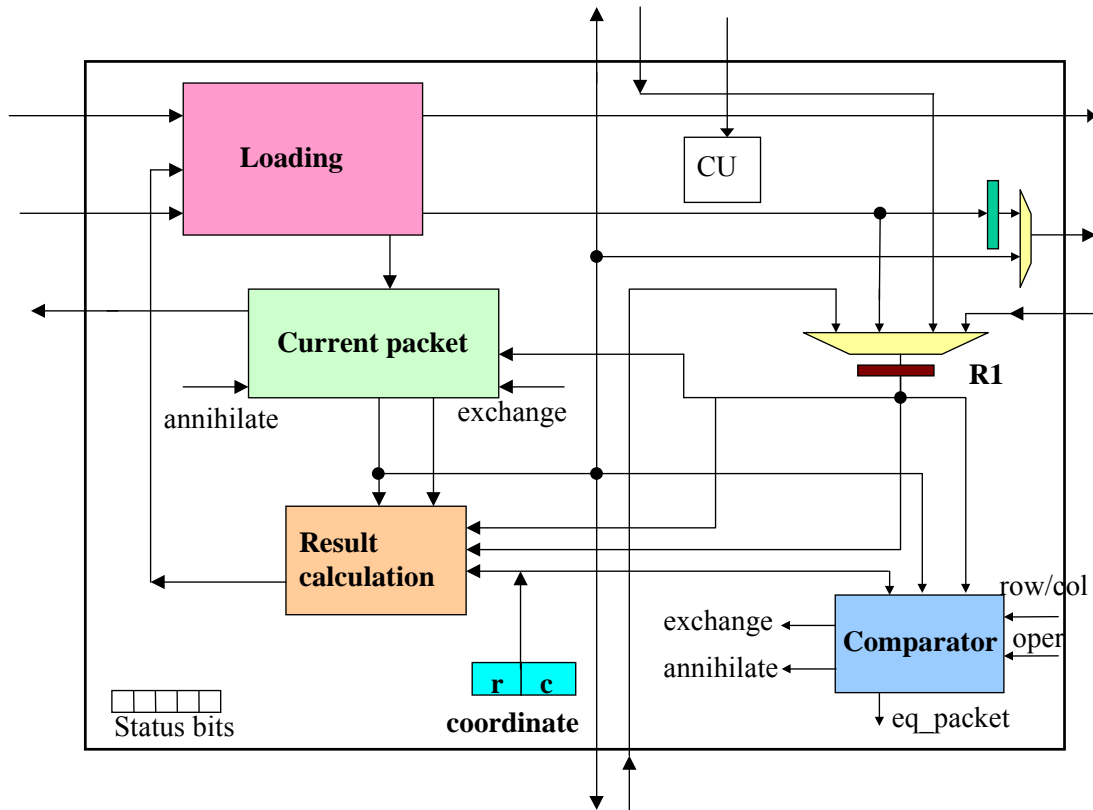 Loading
CU
Current packet
R1
annihilate
exchange
Result
calculation
row/col
exchange
Comparator
oper
annihilate
r
c
coordinate
eq_packet
Status bits